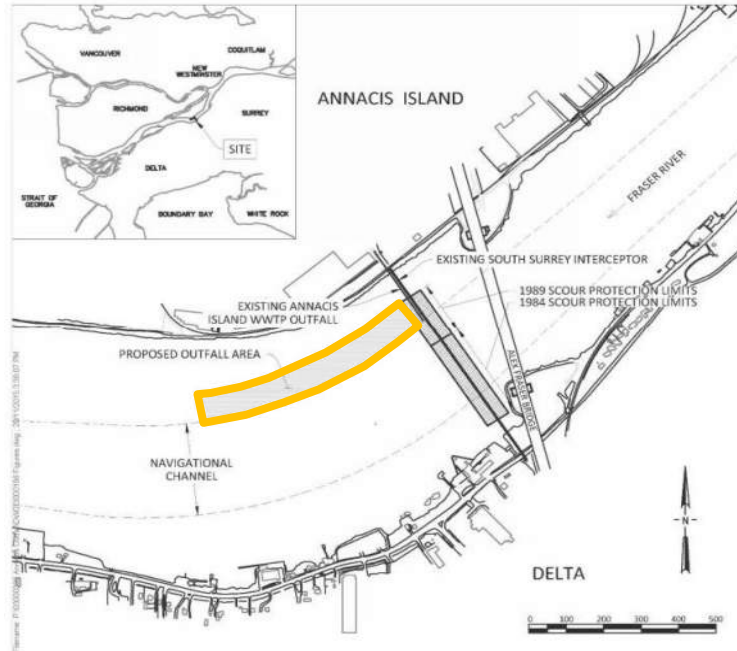 VANCOUVER
COQUITLAM
NEW
WESTMINSTER
RICHMOND
SURREY
SITE
DELTA
STRAIT OF
GEORGIA
BOUNDARY BAY
WHITE ROCK
ANNACIS ISLAND
FRASER RIVER
EXISTING SOUTH SURREY INTERCEPTOR
EXISTING ANNACIS
ISLAND WWTP OUTFALL
1989 SCOUR PROTECTION LIMITS
1984 SCOUR PROTECTION LIMITS
PROPOSED OUTFALL AREA
ALEX FRASER BRIDGE
NAVIGATIONAL
CHANNEL
N
DELTA
0 100 200 300 400 500